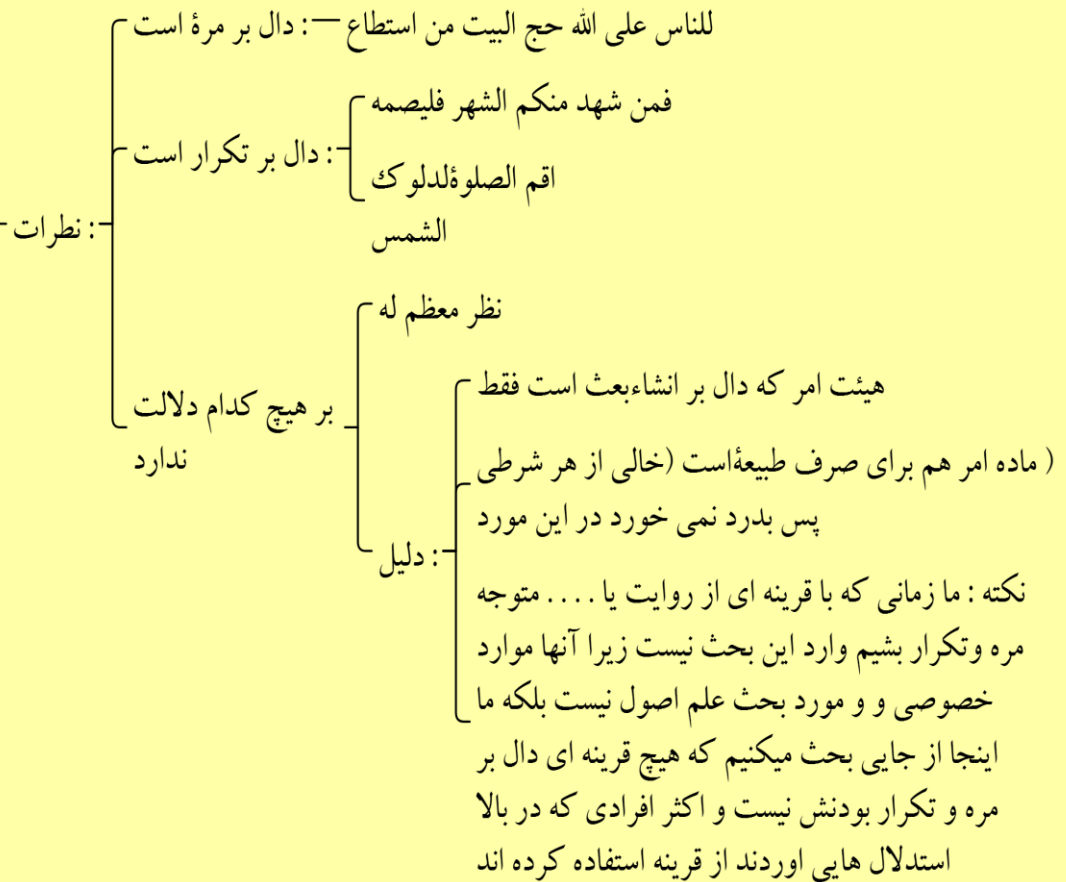 : نطرات
: دال بر مرهٔ است
للناس علی الله حج البیت من استطاع
: دال بر تکرار است
فمن شهد منکم الشهر فلیصمه
اقم الصلوهٔلدلوک
الشمس
بر هیچ کدام دلالت
ندارد
نظر معظم له
: دلیل
هیئت امر که دال بر انشاءبعث است فقط
( ماده امر هم برای صرف طبیعهٔاست (خالی از هر شرطی
پس بدرد نمی خورد در این مورد
نکته : ما زمانی که با قرینه ای از روایت یا .... متوجه
مره وتکرار بشیم وارد این بحث نیست زیرا آنها موارد
خصوصی و و مورد بحث علم اصول نیست بلکه ما
اینجا از جایی بحث میکنیم که هیچ قرینه ای دال بر
مره و تکرار بودنش نیست و اکثر افرادی که در بالا
استدلال هایی اوردند از قرینه استفاده کرده اند